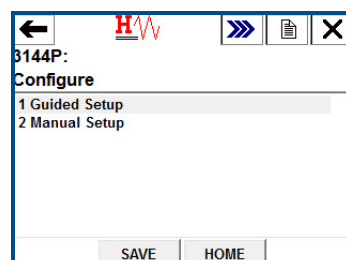 H
3144P:
Configure
1 Guided Setup
2 Manual Setup
SAVE HOME